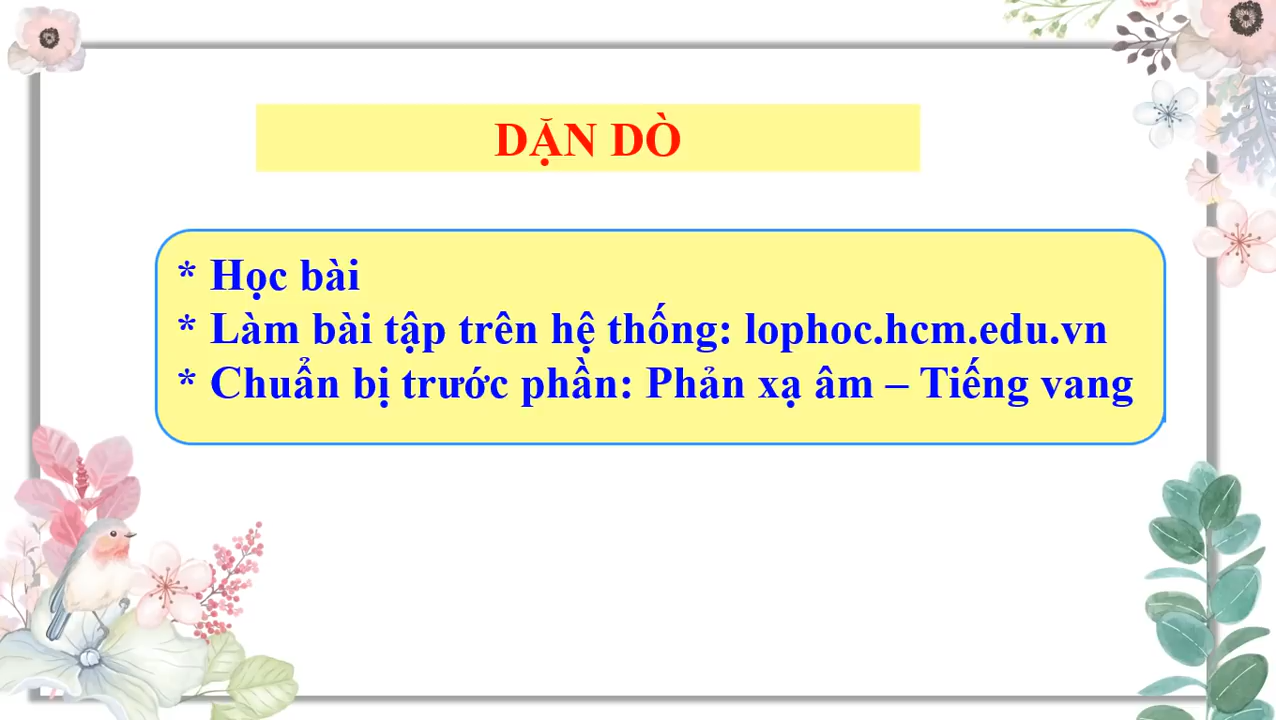 DẶN DÒ
* Học bài
* Làm bài tập trên hệ thống: lophoc.hcm.edu.vn
* Chuẩn bị trước phần: Phản xạ âm – Tiếng vang